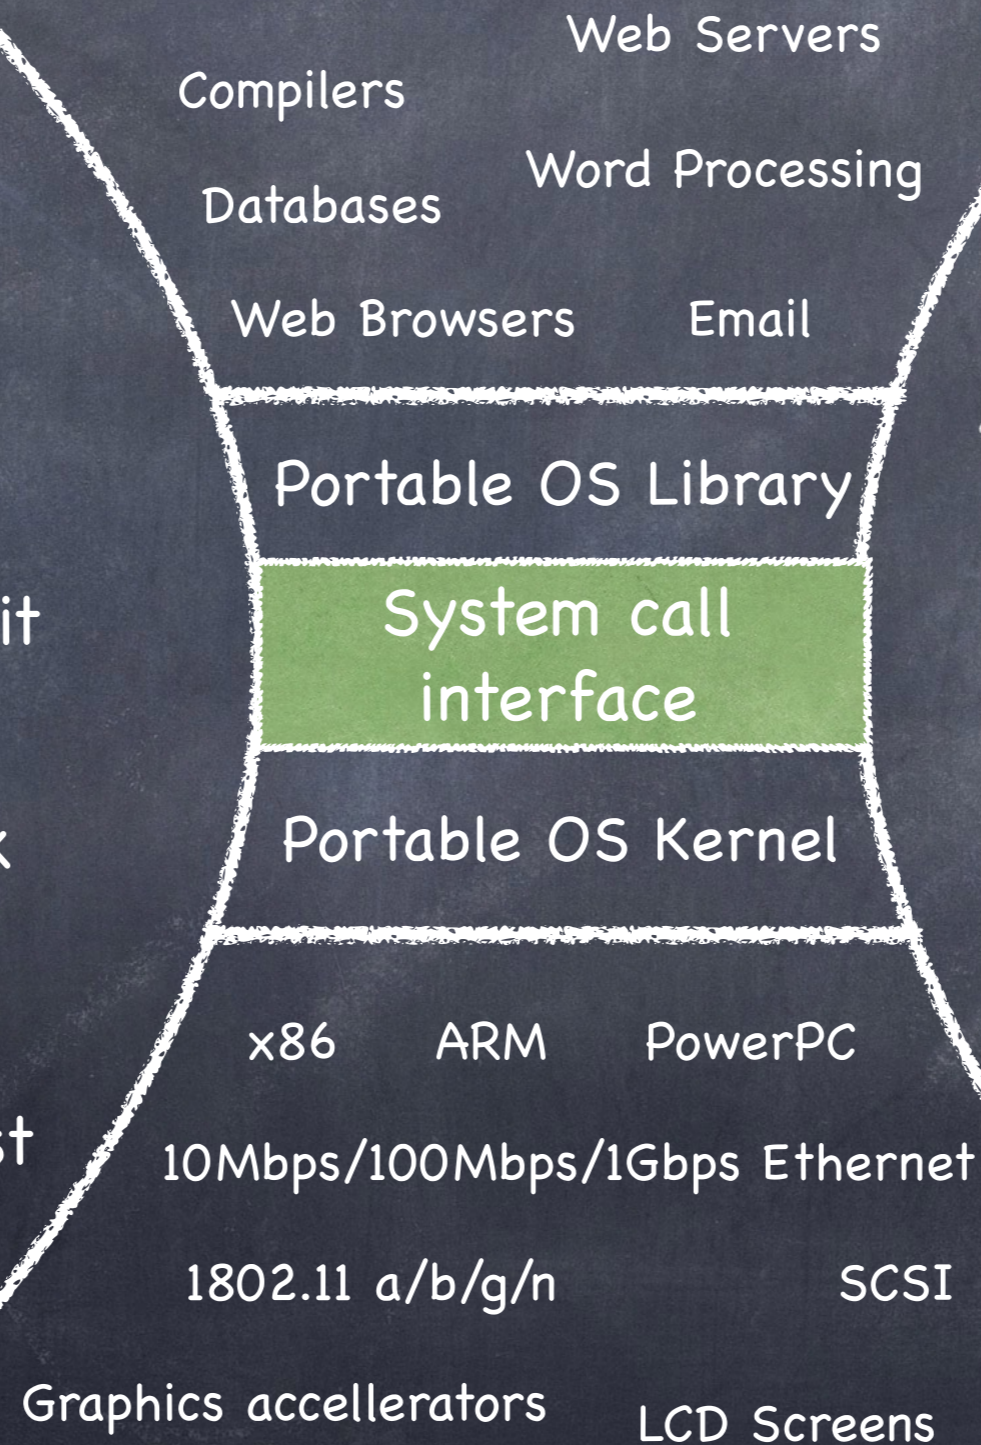 Web Servers
Compilers
Word Processing
Databases
Web Browsers Email
Portable OS Library
System call
interface
it
Portable OS Kernel
x86 ARM PowerPC
st
10Mbps/100Mbps/1Gbps Ethernet
1802.11 a/b/g/n SCSI
Graphics accellerators
LCD Screens